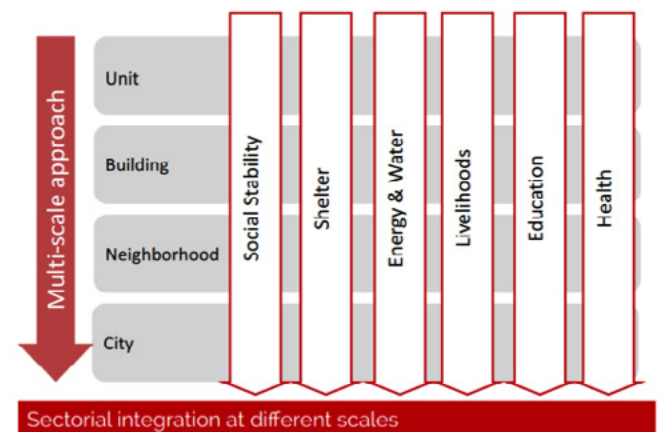 Multi-scale approach
Unit
Building
Neighborhood
City
Social Stability
Shelter
Energy & Water
Livelihoods
Education
Health
Sectorial integration at different scales